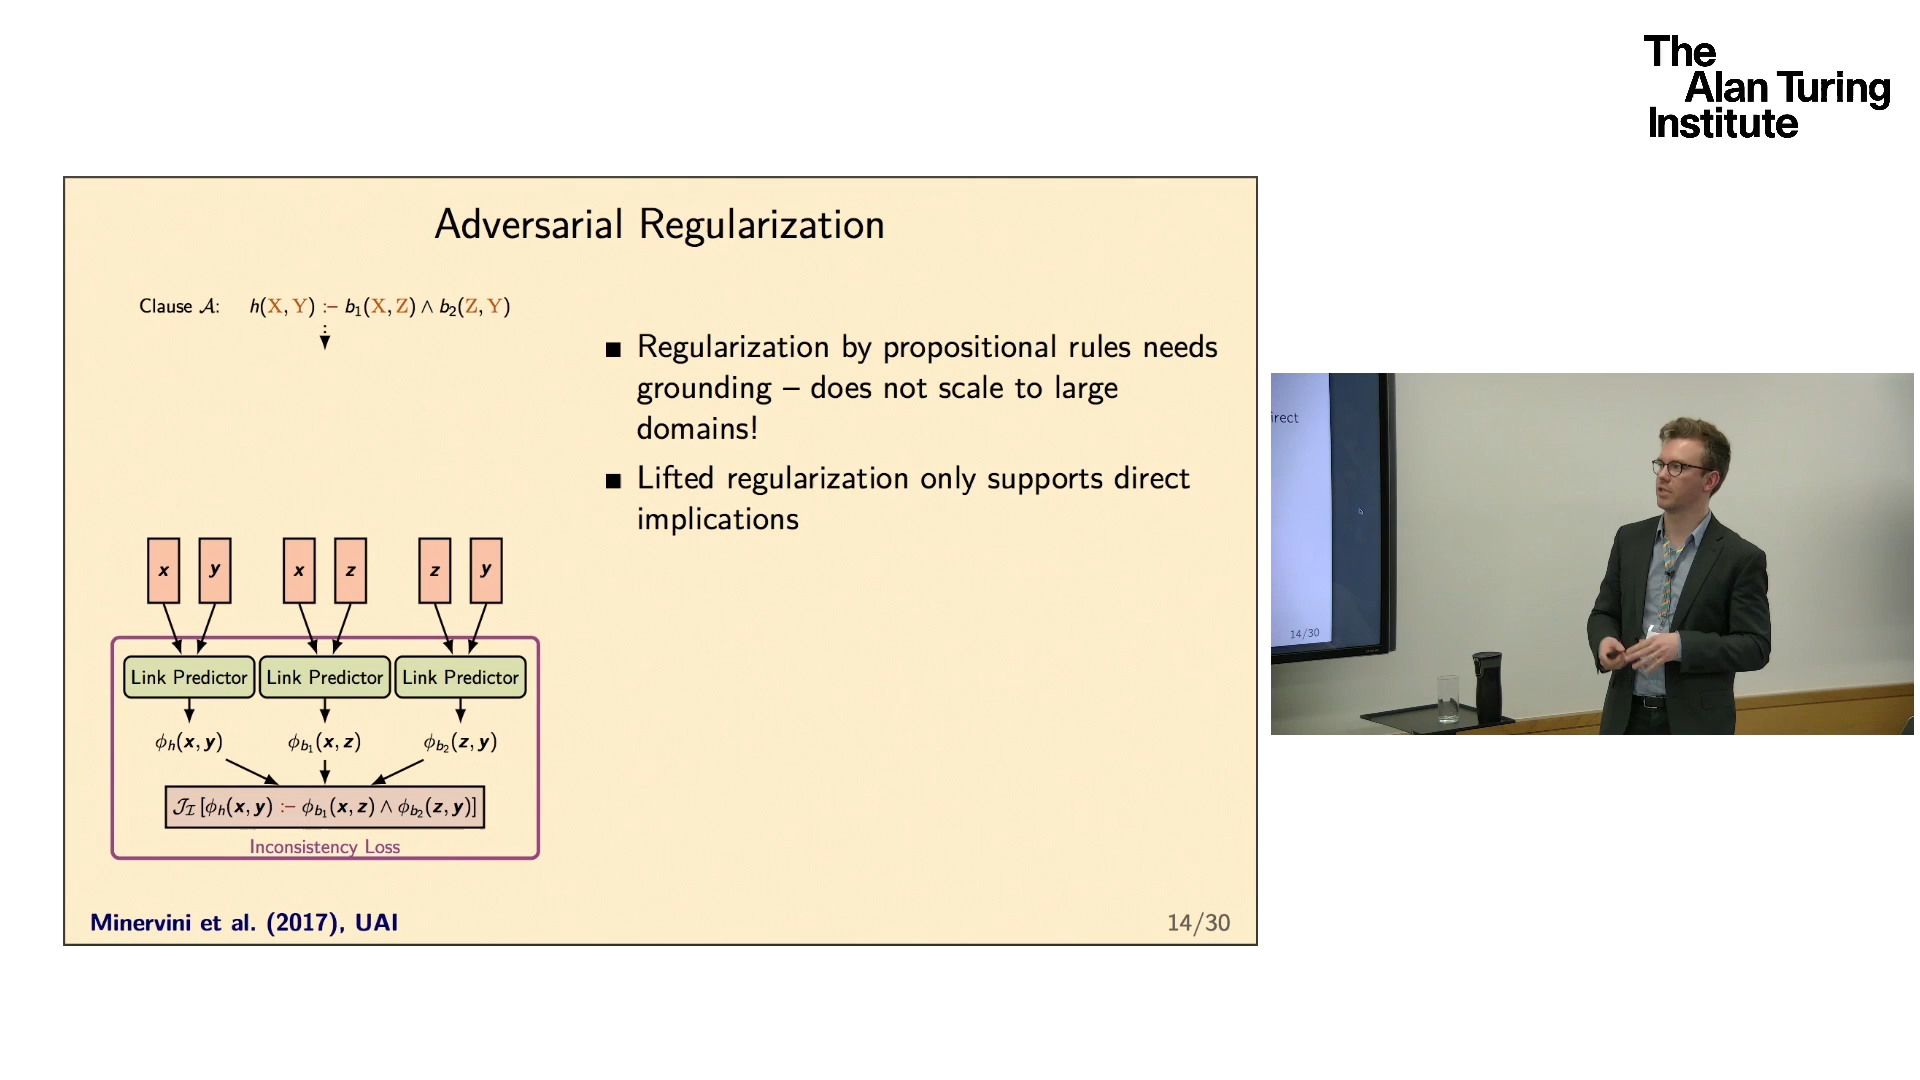 The
Alan Turing
Institute
Adversarial Regularization
Clause 𝒜: h(X, Y) :– b₁(X, Z) ∧ b₂(Z, Y)
■ Regularization by propositional rules needs
grounding – does not scale to large
domains!
■ Lifted regularization only supports direct
implications
x y x z z y
Link Predictor Link Predictor Link Predictor
ϕh(x, y) ϕb₁(x, z) ϕb₂(z, y)
𝒥ℐ [ϕh(x, y) :– ϕb₁(x, z) ∧ ϕb₂(z, y)]
Inconsistency Loss
Minervini et al. (2017), UAI
14/30
irect
14/30